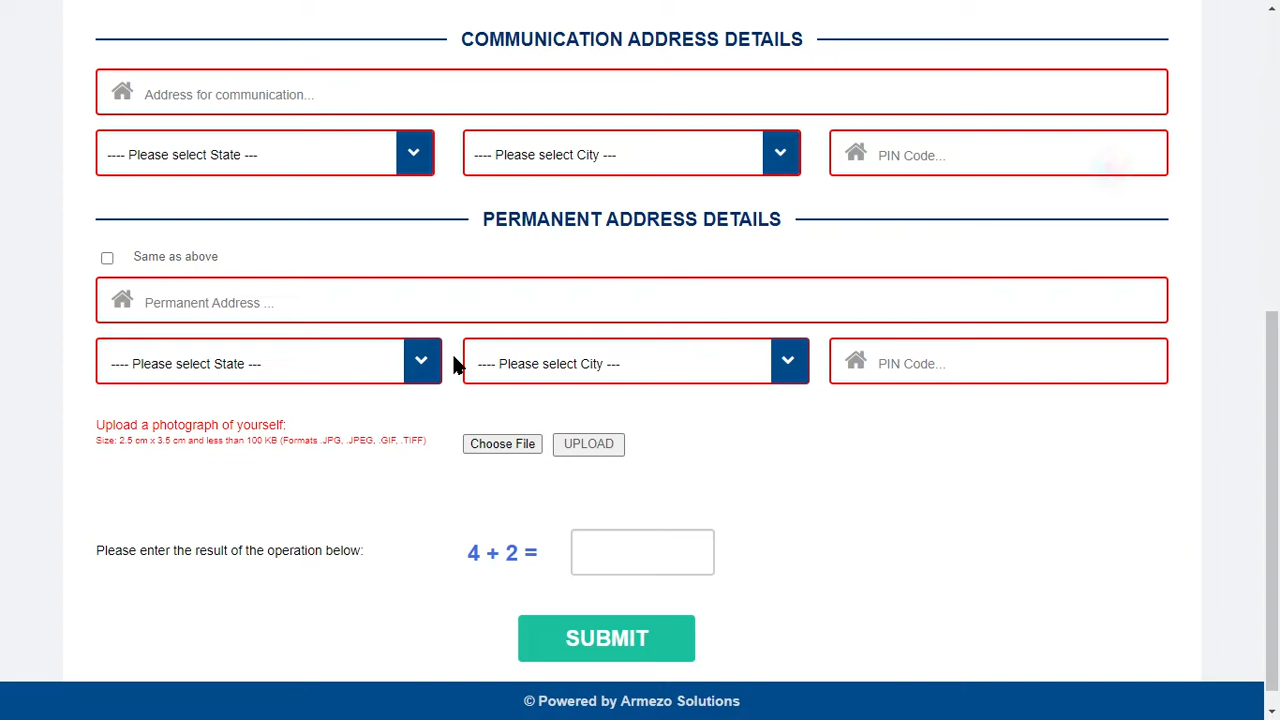 COMMUNICATION ADDRESS DETAILS
Address for communication...
---- Please select State --- ---- Please select City --- PIN Code...
PERMANENT ADDRESS DETAILS
Same as above
Permanent Address ...
---- Please select State --- ---- Please select City --- PIN Code...
Upload a photograph of yourself:
Size: 2.5 cm x 3.5 cm and less than 100 KB (Formats .JPG, .JPEG, .GIF, .TIFF)
Choose File UPLOAD
Please enter the result of the operation below: 4 + 2 =
SUBMIT
© Powered by Armezo Solutions